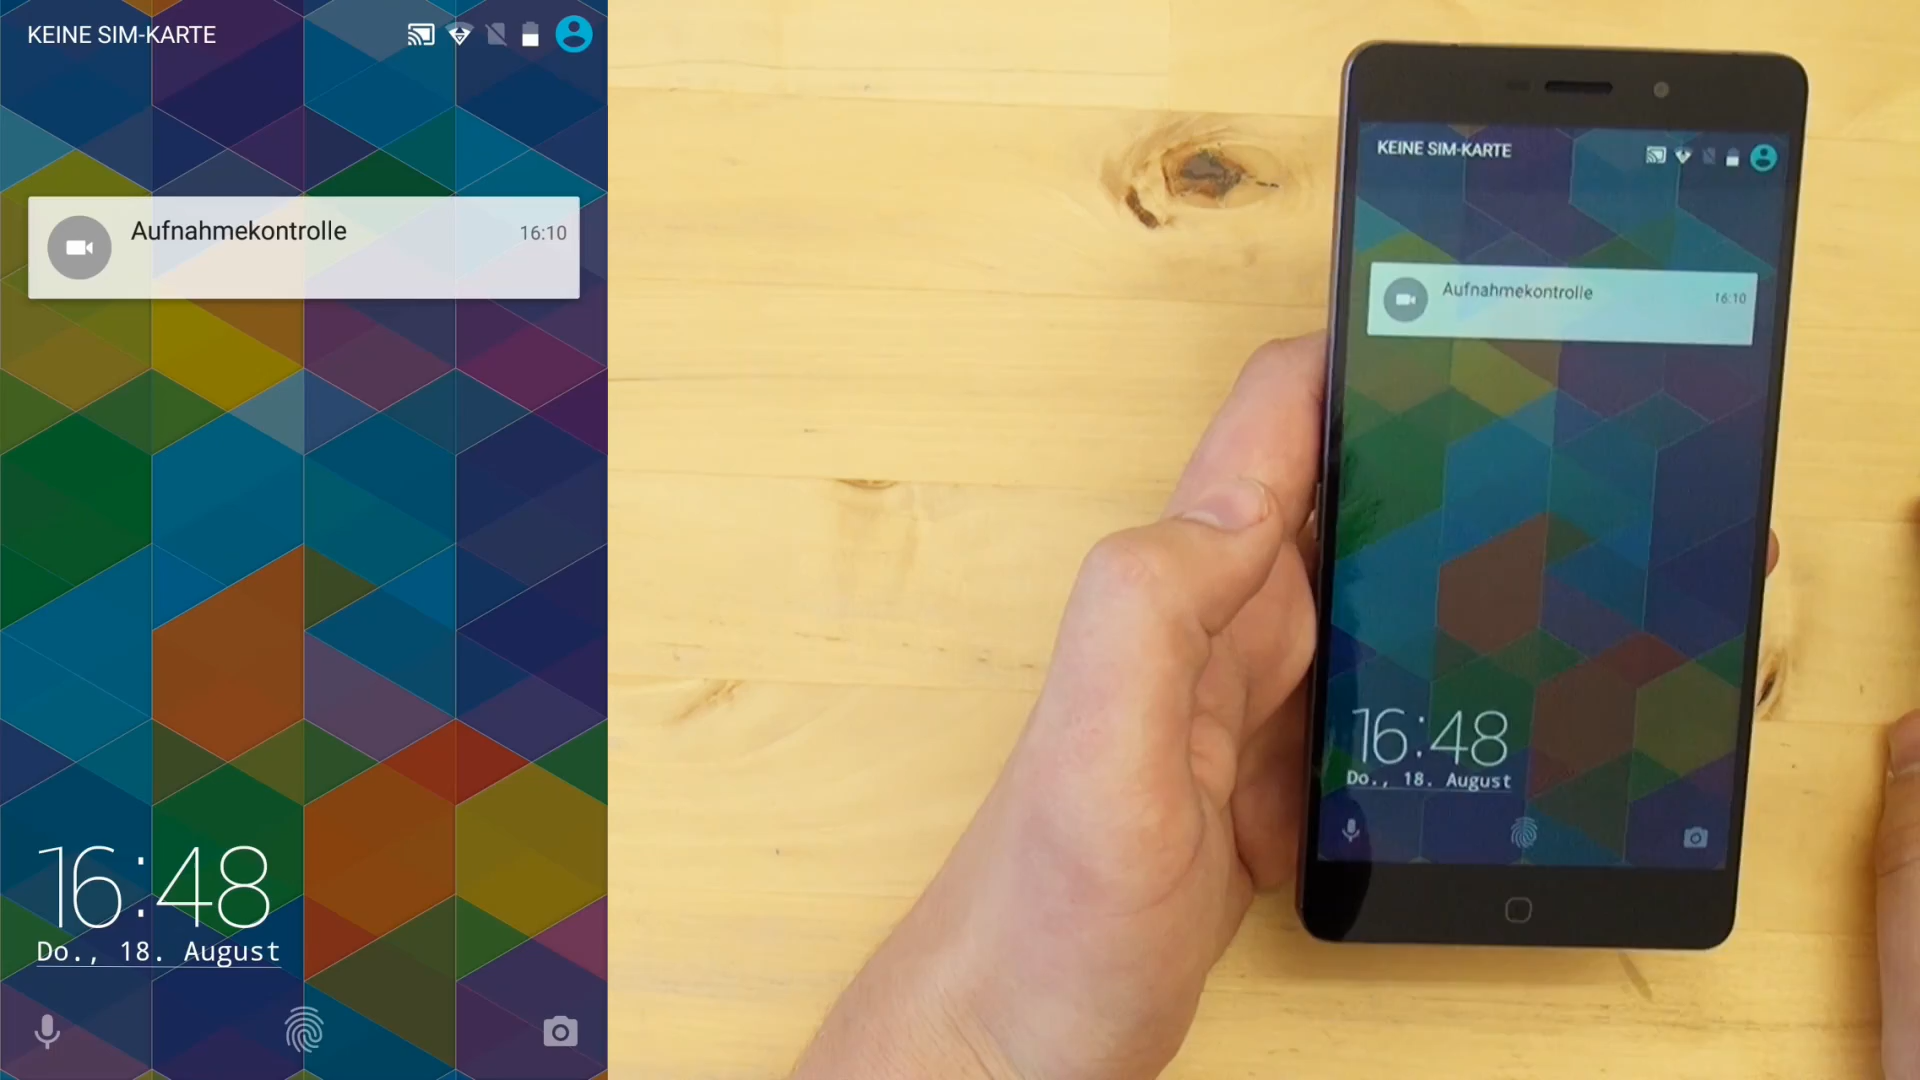 KEINE SIM-KARTE
Aufnahmekontrolle
16:10
16:48
Do., 18. August
KEINE SIM-KARTE
Aufnahmekontrolle
16:10
16:48
Do., 18. August